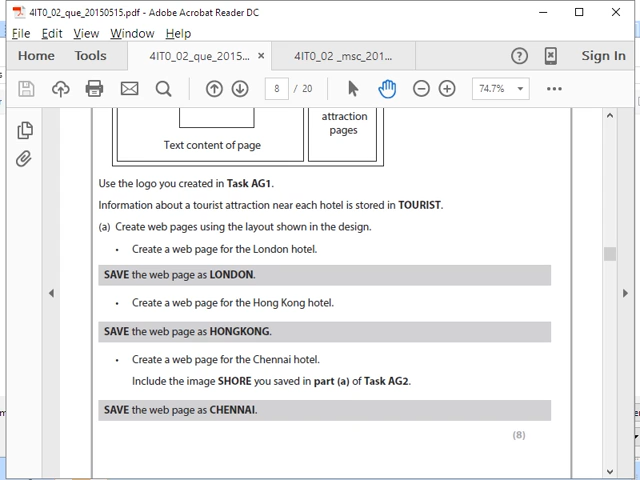 4IT0_02_que_20150515.pdf - Adobe Acrobat Reader DC
File Edit View Window Help
Home Tools 4IT0_02_que_2015... × 4IT0_02 _msc_201... Sign In
8 / 20 74.7%
attraction
pages
Text content of page
Use the logo you created in Task AG1.
Information about a tourist attraction near each hotel is stored in TOURIST.
(a) Create web pages using the layout shown in the design.
• Create a web page for the London hotel.
SAVE the web page as LONDON.
• Create a web page for the Hong Kong hotel.
SAVE the web page as HONGKONG.
• Create a web page for the Chennai hotel.
Include the image SHORE you saved in part (a) of Task AG2.
SAVE the web page as CHENNAI.
(8)